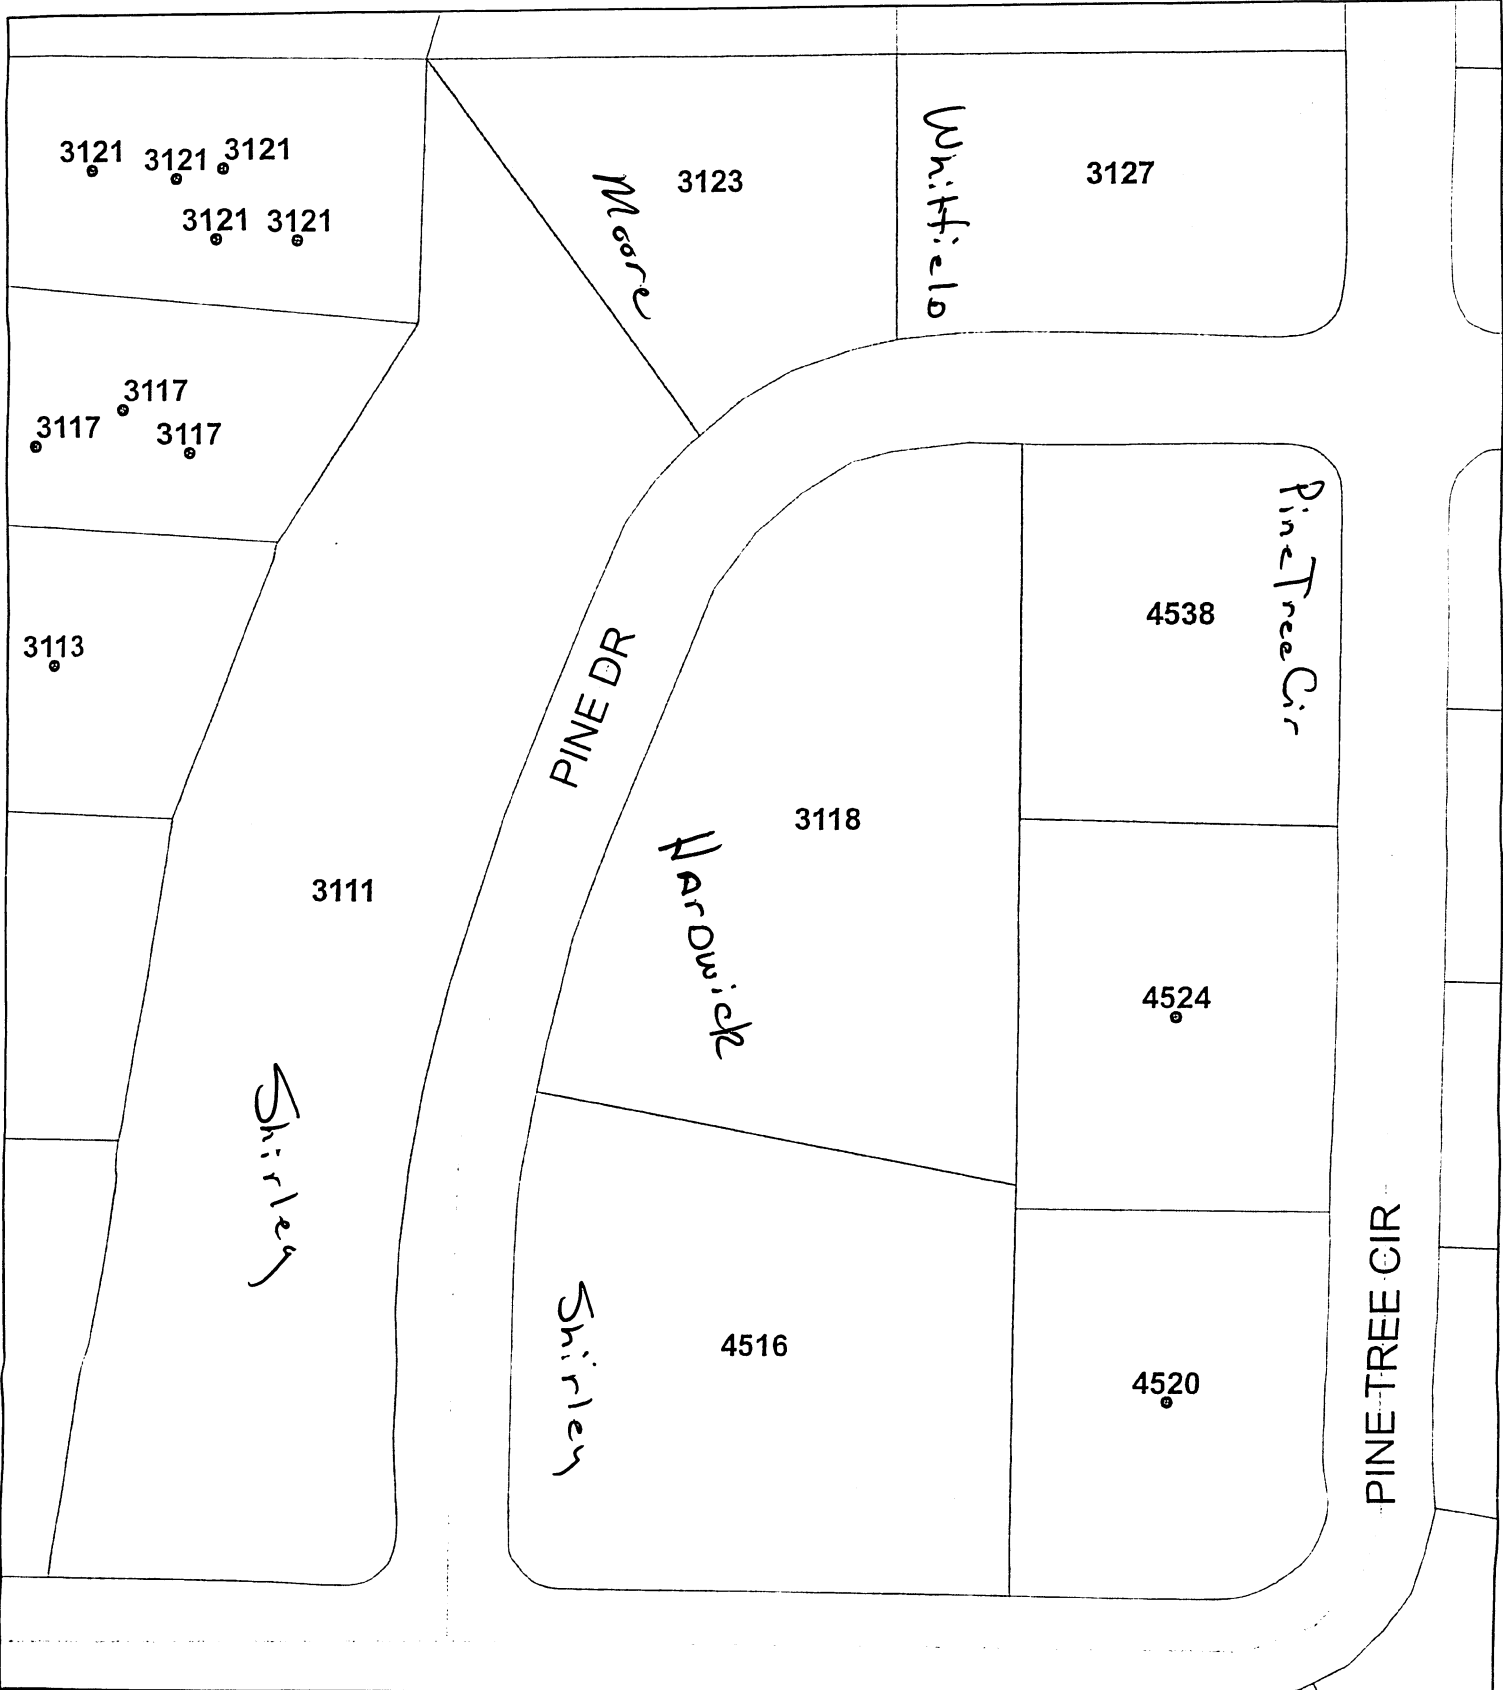 3121
3121
3121
3121
3121
Moore
3123
Whitfield
3127
3117
3117
3117
Pine Tree Cir
4538
3113
PINE DR
3118
Hardwick
3111
4524
Shirley
Shirley
4516
4520
PINE TREE CIR